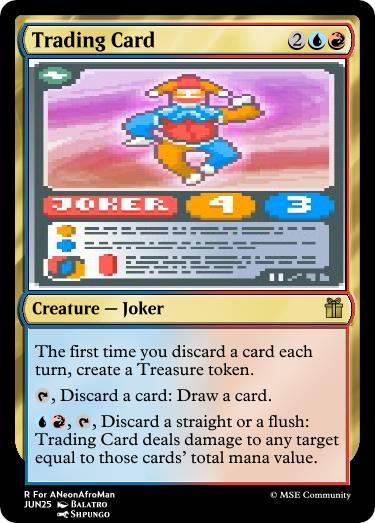 Trading Card 2
JOKER 4 3
Creature — Joker
The first time you discard a card each
turn, create a Treasure token.
, Discard a card: Draw a card.
, , Discard a straight or a flush:
Trading Card deals damage to any target
equal to those cards' total mana value.
R For ANeonAfroMan
JUN25 Balatro
Shpungo
© MSE Community